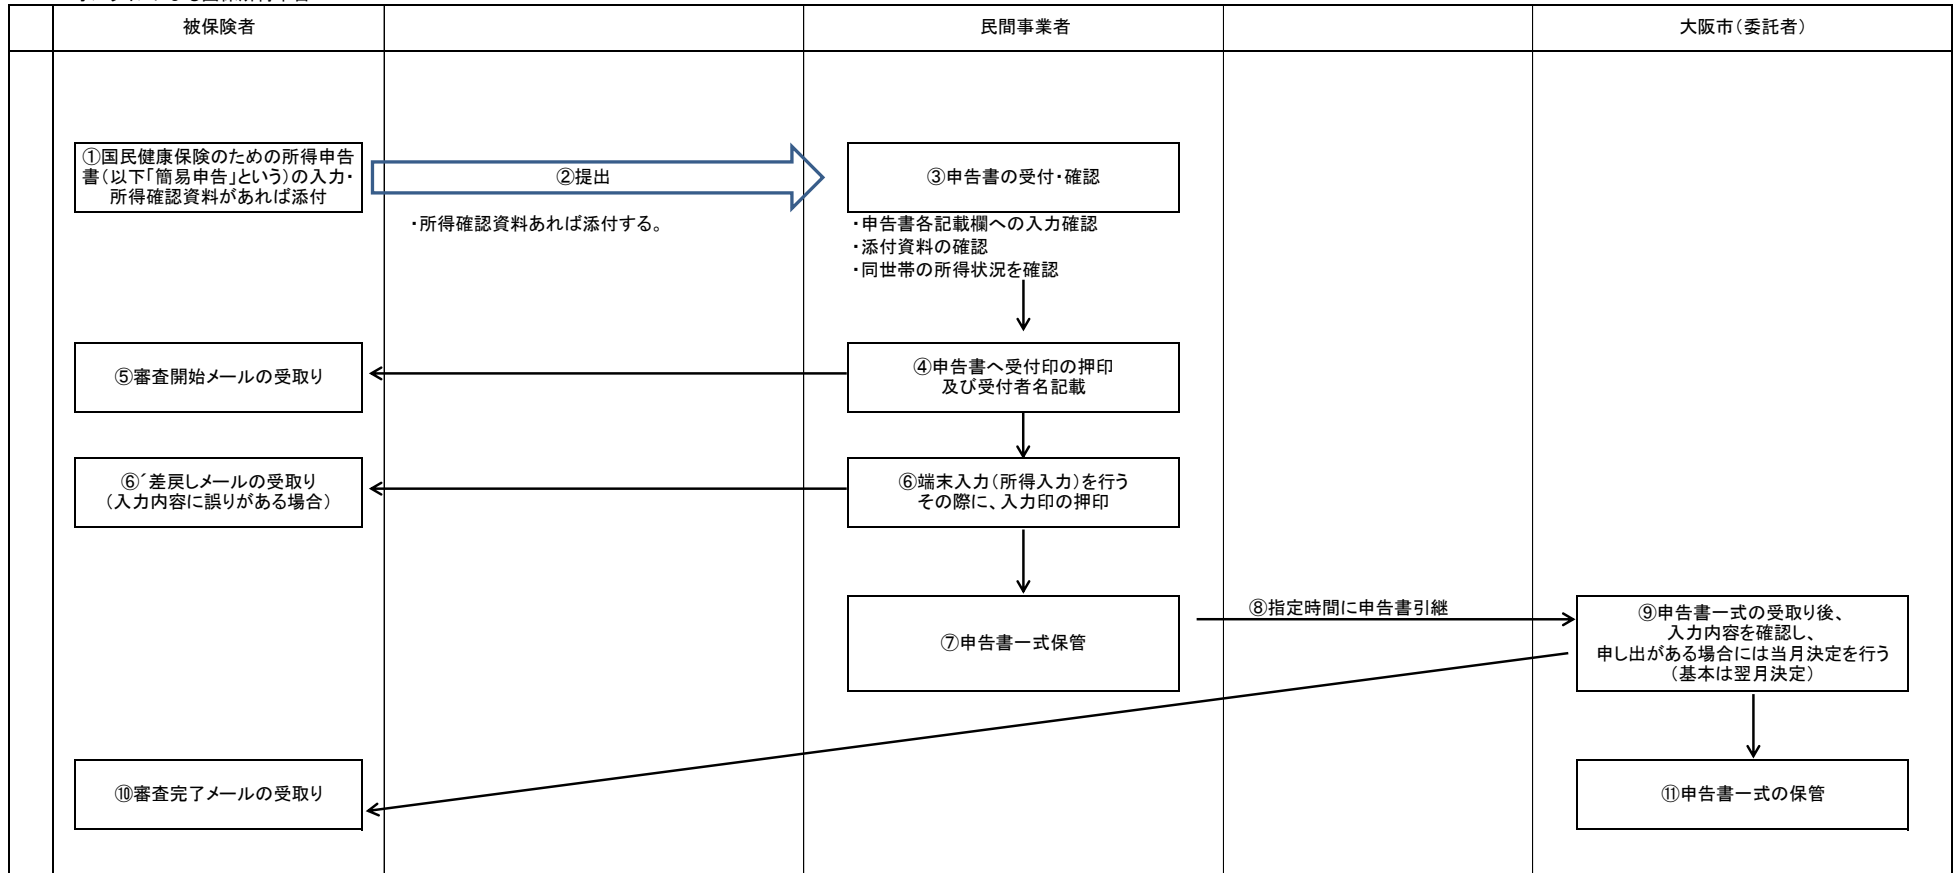 被保険者
民間事業者
大阪市（委託者）
①国民健康保険のための所得申告
書（以下「簡易申告」という）の入力・
所得確認資料があれば添付
②提出
・所得確認資料あれば添付する。
③申告書の受付・確認
・申告書各記載欄への入力確認
・添付資料の確認
・同世帯の所得状況を確認
⑤審査開始メールの受取り
④申告書へ受付印の押印
及び受付者名記載
⑥´差戻しメールの受取り
（入力内容に誤りがある場合）
⑥端末入力（所得入力）を行う
その際に、入力印の押印
⑦申告書一式保管
⑧指定時間に申告書引継
⑨申告書一式の受取り後、
入力内容を確認し、
申し出がある場合には当月決定を行う
（基本は翌月決定）
⑩審査完了メールの受取り
⑪申告書一式の保管